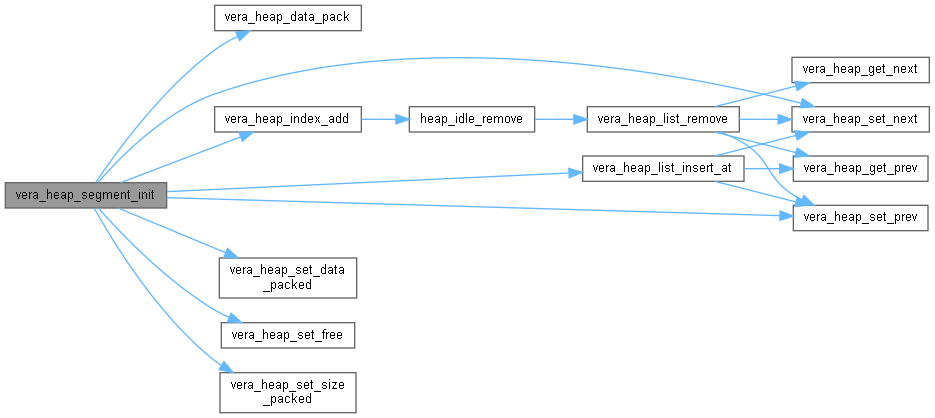 vera_heap_data_pack
vera_heap_get_next
vera_heap_index_add
heap_idle_remove
vera_heap_list_remove
vera_heap_set_next
vera_heap_list_insert_at
vera_heap_get_prev
vera_heap_segment_init
vera_heap_set_prev
vera_heap_set_data
_packed
vera_heap_set_free
vera_heap_set_size
_packed